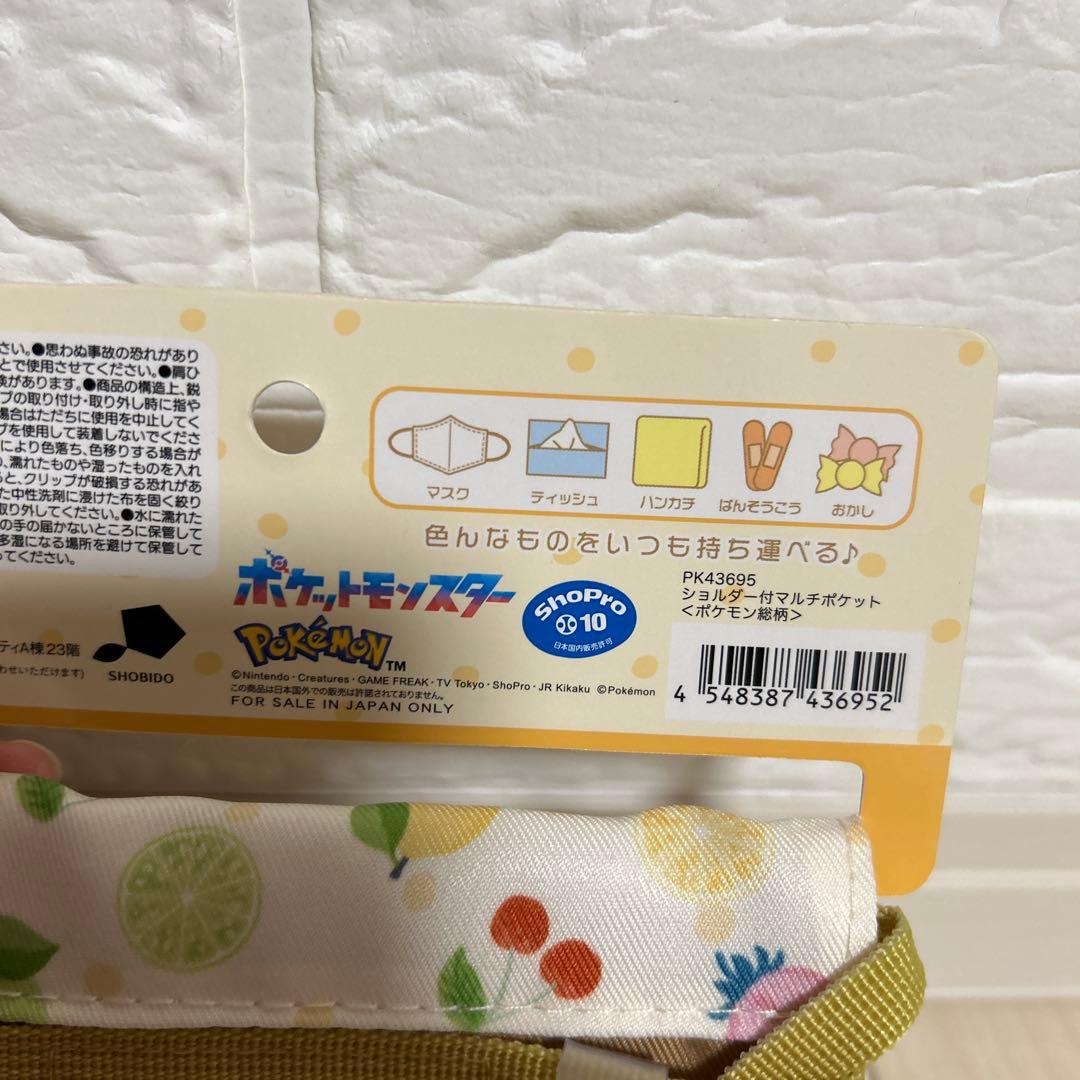 さい。●思わぬ事故の恐れがあり
とで使用させてください。●肩ひ
険があります。●商品の構造上、鋭
プの取り付け・取り外し時に指や
場合はただちに使用を中止してく
プを使用して装着しないでくださ
により色落ち、色移りする場合が
濡れたものや湿ったものを入れ
ると、クリップが破損する恐れがあ
た中性洗剤に浸けた布を固く絞り
取り外してください。●水に濡れた
の手の届かないところに保管して
多湿になる場所を避けて保管して
ってください。
マスク
ティッシュ
ハンカチ
ばんそうこう
おかし
色んなものをいつも持ち運べる♪
ポケットモンスター
POKéMON™
ShoPro
10
日本国内販売許可
PK43695
ショルダー付マルチポケット
<ポケモン総柄>
ティA棟23階
わせいただけます)
SHOBIDO
©Nintendo・Creatures・GAME FREAK・TV Tokyo・ShoPro・JR Kikaku ©Pokémon
この商品は日本国外での販売は許諾されておりません。
FOR SALE IN JAPAN ONLY
4 548387 436952